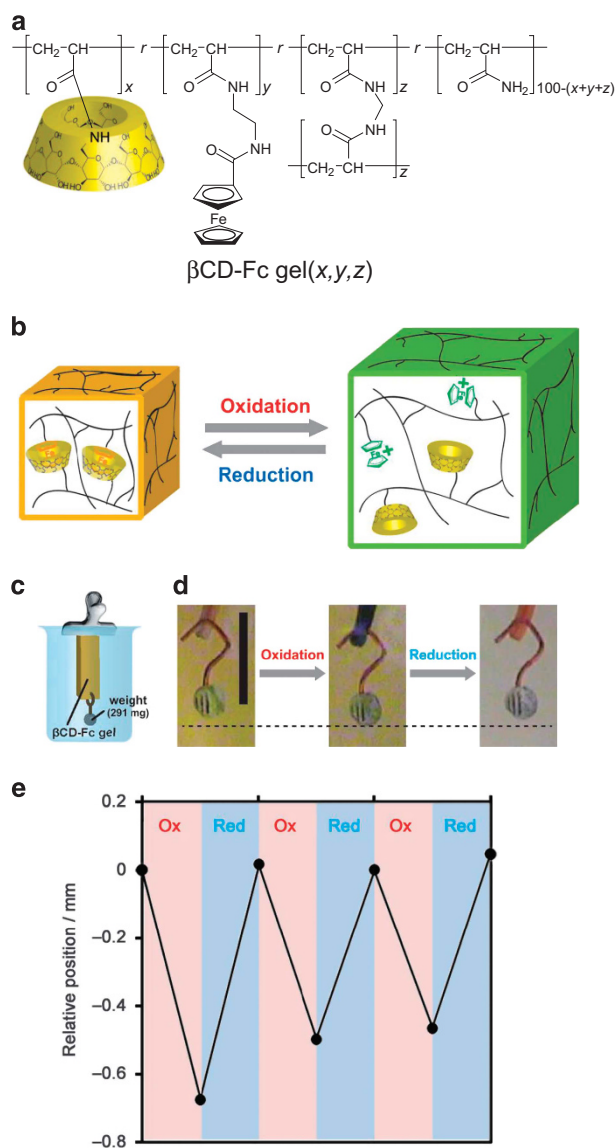 a
CH₂ CH x r CH₂ CH y r CH₂ CH z r CH₂ CH 100-(x+y+z)
O O NH O NH O NH₂
NH
O NH
O NH
CH₂ CH z
Fe
βCD-Fc gel(x,y,z)
b
Oxidation
Reduction
c
weight
(291 mg)
βCD-Fc gel
d
Oxidation
Reduction
e
Ox Red Ox Red Ox Red
Relative position / mm
0.2
0
–0.2
–0.4
–0.6
–0.8